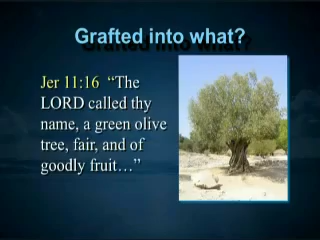 Grafted into what?
Jer 11:16 “The
LORD called thy
name, a green olive
tree, fair, and of
goodly fruit…”